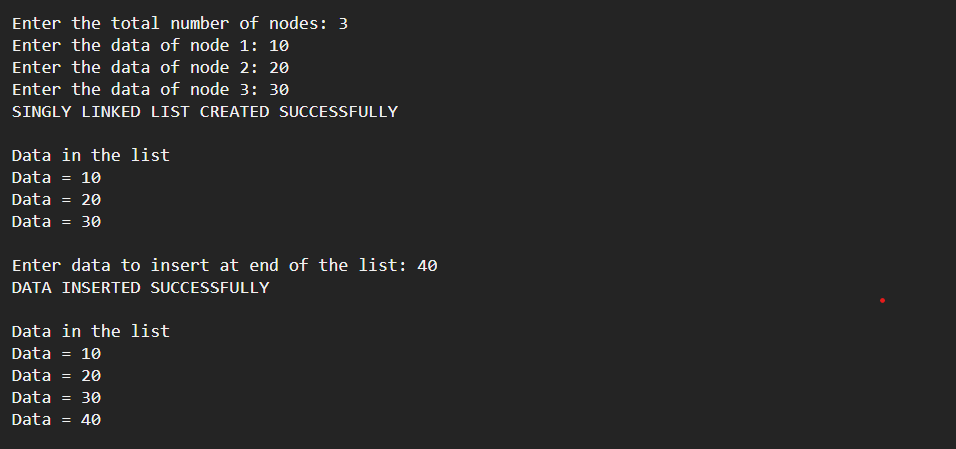 Enter the total number of nodes: 3
Enter the data of node 1: 10
Enter the data of node 2: 20
Enter the data of node 3: 30
SINGLY LINKED LIST CREATED SUCCESSFULLY
Data in the list
Data = 10
Data = 20
Data = 30
Enter data to insert at end of the list: 40
DATA INSERTED SUCCESSFULLY
Data in the list
Data = 10
Data = 20
Data = 30
Data = 40